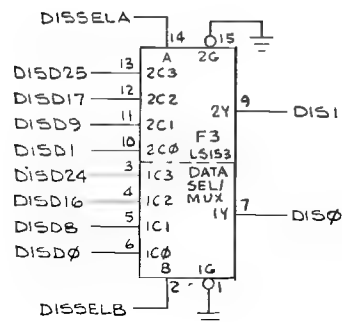 DISSELA
14 15
A 2G
DISD25 13 2C3
DISD17 12 2C2
DISD9 11 2C1 2Y 9 DIS1
DISD1 10 2CØ F3
LS153
DISD24 3 1C3 DATA
SEL/
DISD16 4 1C2 MUX
DISD8 5 1C1 1Y 7 DISØ
DISDØ 6 1CØ
B 1G
2 1
DISSELB